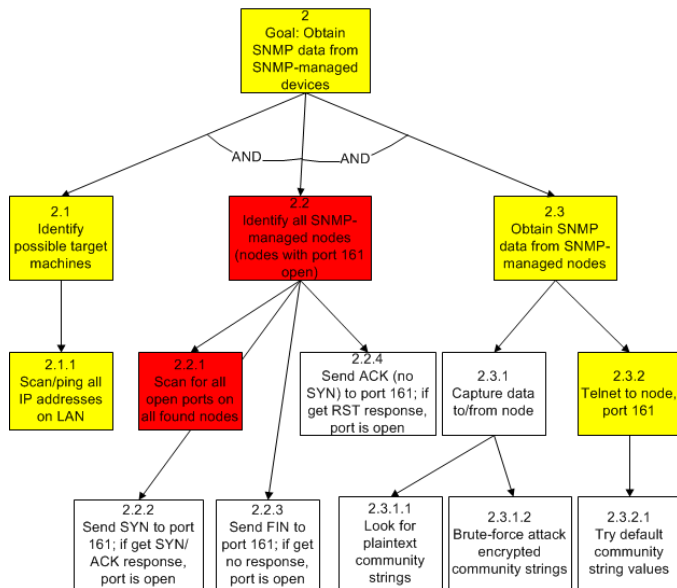 2
Goal: Obtain
SNMP data from
SNMP-managed
devices
AND
AND
2.1
Identify
possible target
machines
2.2
Identify all SNMP-
managed nodes
(nodes with port 161
open)
2.3
Obtain SNMP
data from SNMP-
managed nodes
2.1.1
Scan/ping all
IP addresses
on LAN
2.2.1
Scan for all
open ports on
all found nodes
2.2.4
Send ACK (no
SYN) to port 161; if
get RST response,
port is open
2.3.1
Capture data
to/from node
2.3.2
Telnet to node,
port 161
2.2.2
Send SYN to port
161; if get SYN/
ACK response,
port is open
2.2.3
Send FIN to
port 161; if get
no response,
port is open
2.3.1.1
Look for
plaintext
community
strings
2.3.1.2
Brute-force attack
encrypted
community strings
2.3.2.1
Try default
community
string values